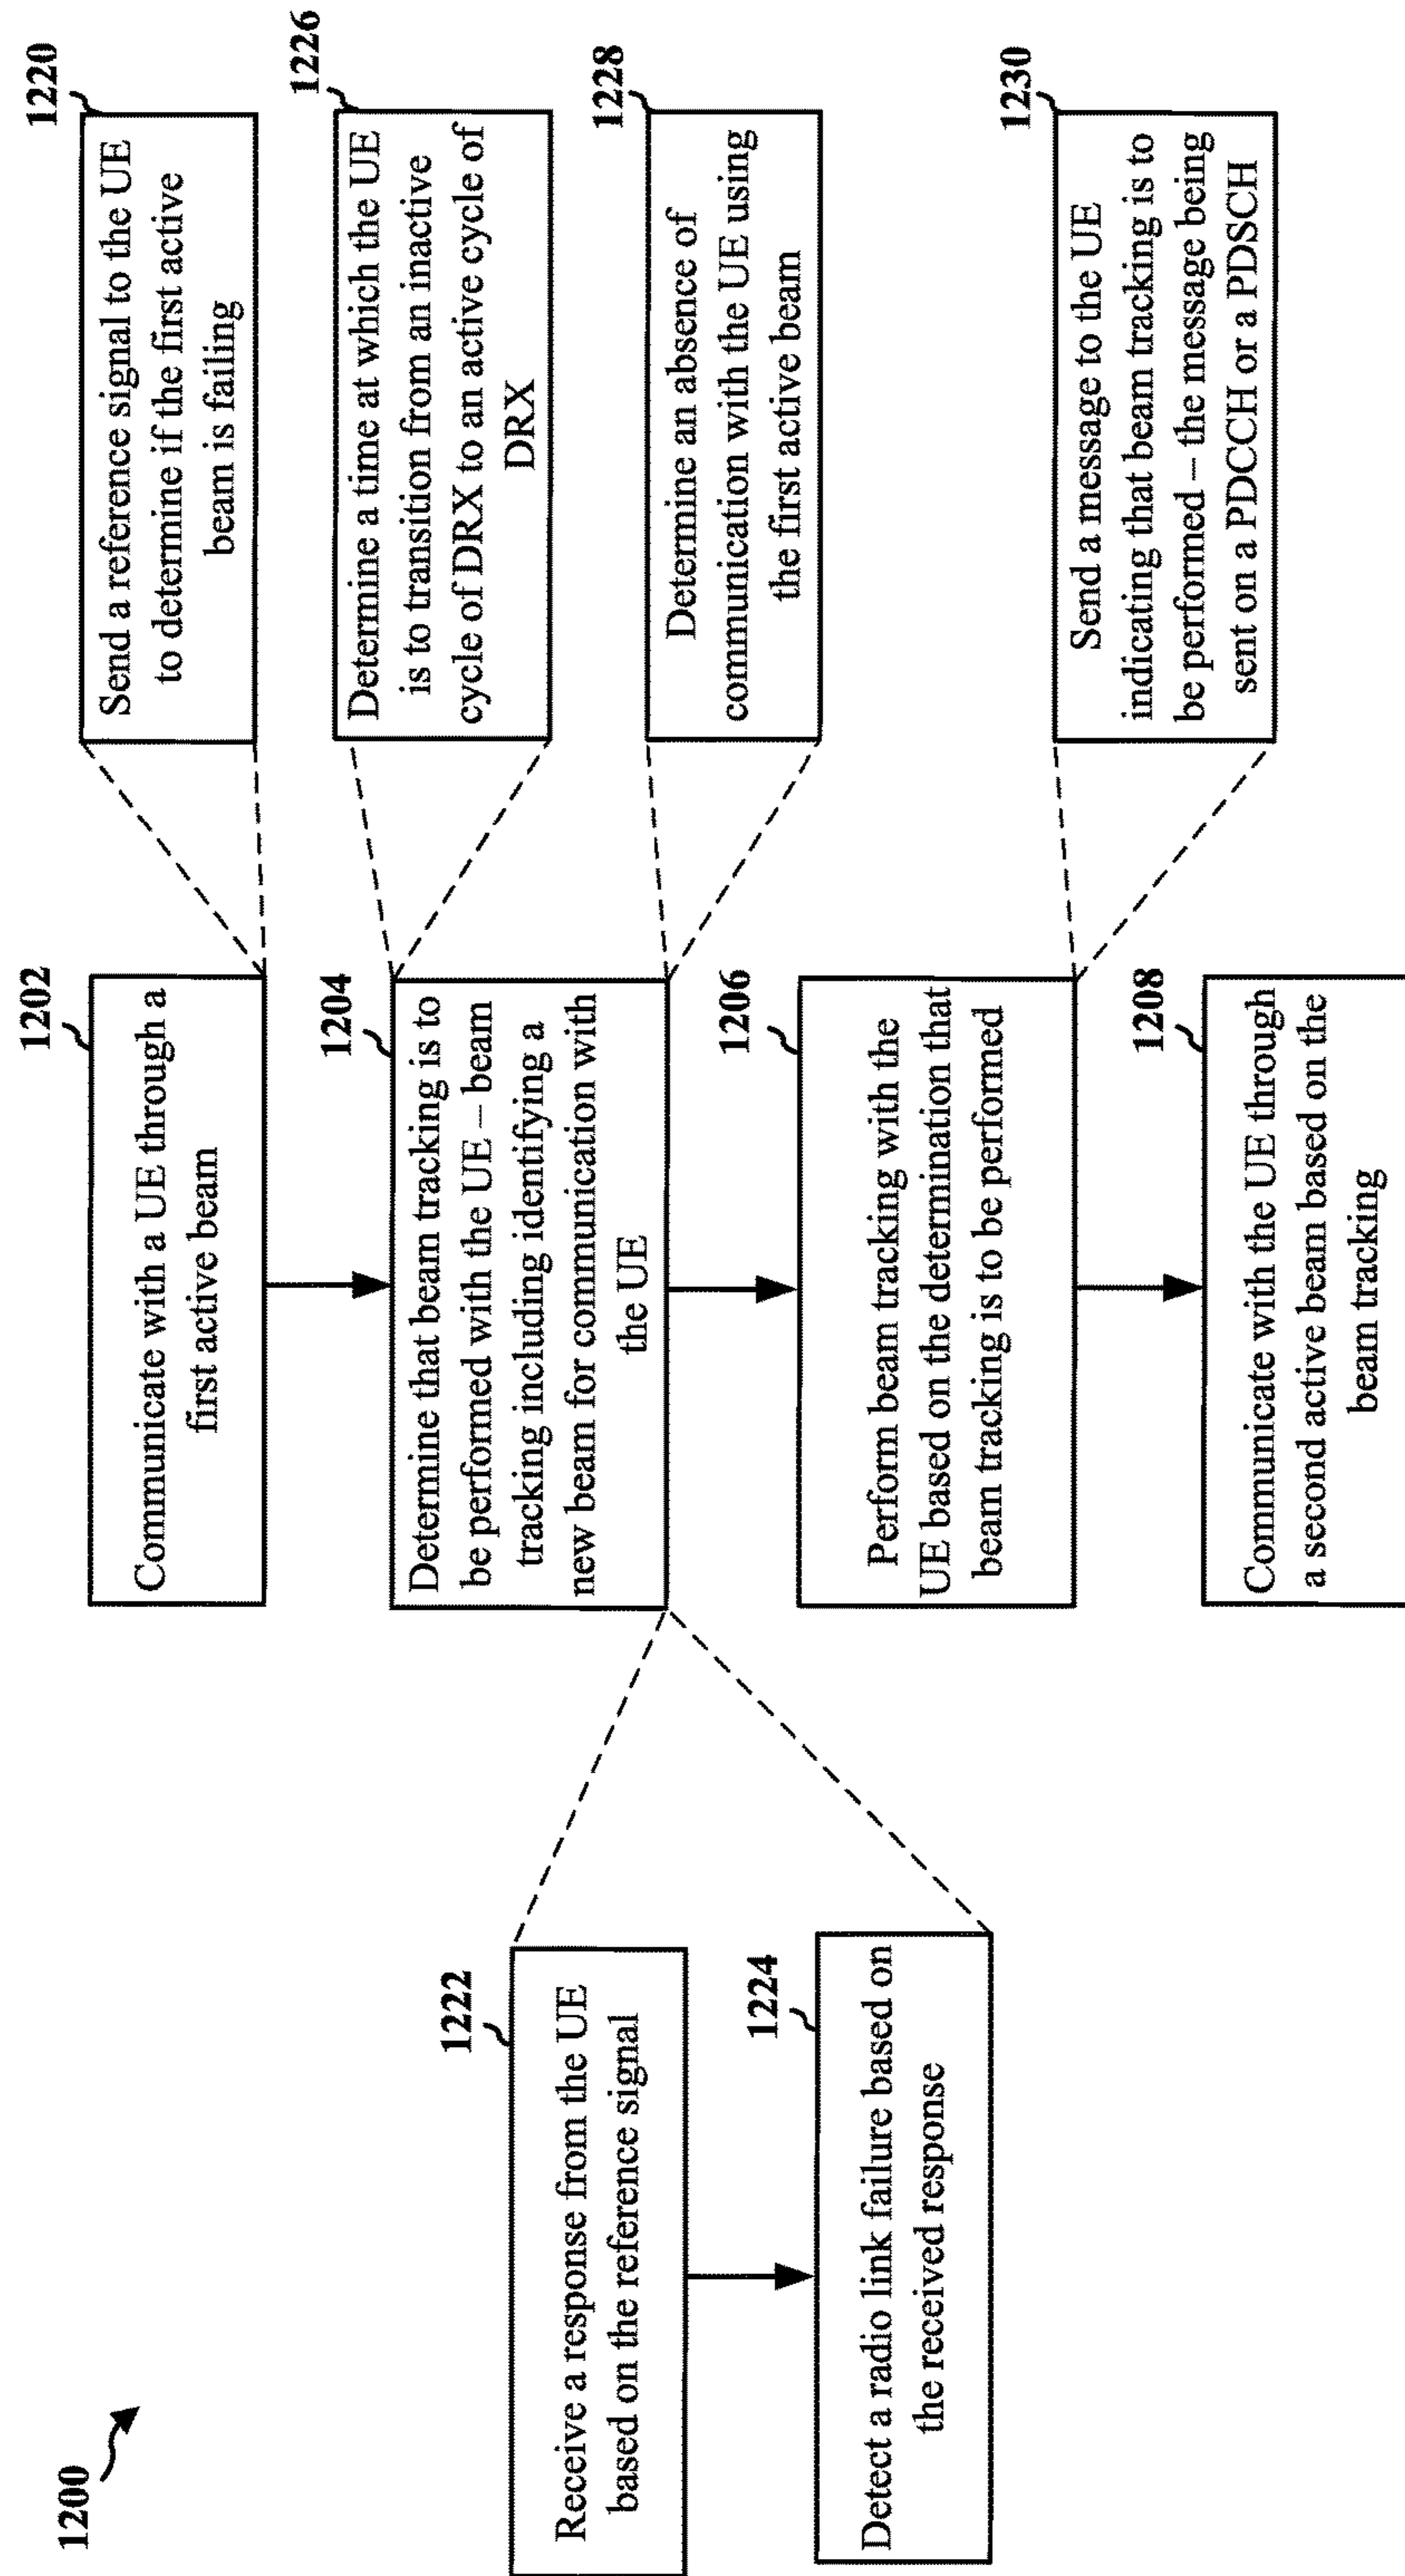 1200
1202
Communicate with a UE through a
first active beam
1220
Send a reference signal to the UE
to determine if the first active
beam is failing
1204
Determine that beam tracking is to
be performed with the UE – beam
tracking including identifying a
new beam for communication with
the UE
1226
Determine a time at which the UE
is to transition from an inactive
cycle of DRX to an active cycle of
DRX
1228
Determine an absence of
communication with the UE using
the first active beam
1222
Receive a response from the UE
based on the reference signal
1224
Detect a radio link failure based on
the received response
1206
Perform beam tracking with the
UE based on the determination that
beam tracking is to be performed
1230
Send a message to the UE
indicating that beam tracking is to
be performed – the message being
sent on a PDCCH or a PDSCH
1208
Communicate with the UE through
a second active beam based on the
beam tracking